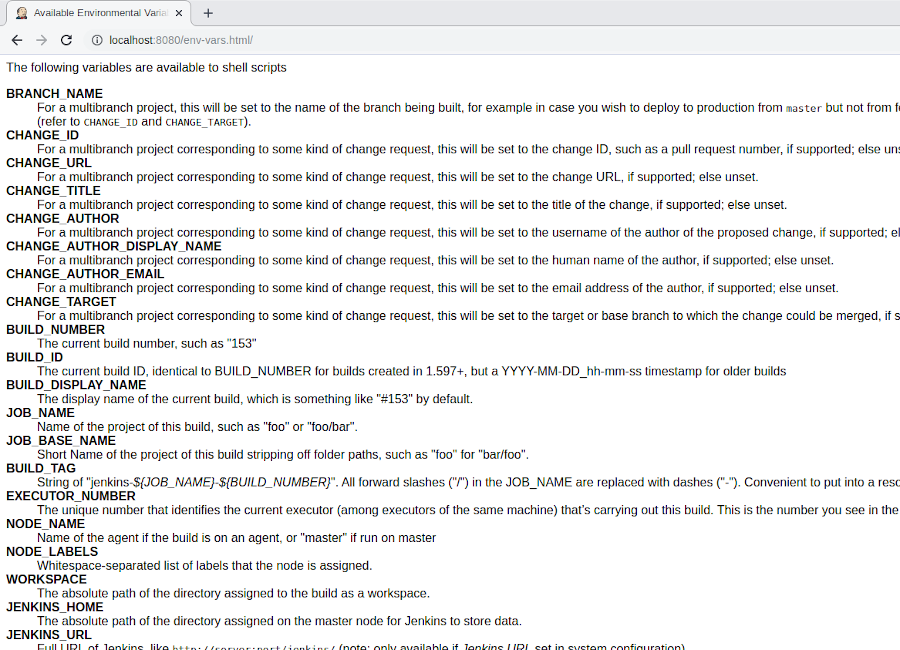 Available Environmental Varia
localhost:8080/env-vars.html/
The following variables are available to shell scripts
BRANCH_NAME
For a multibranch project, this will be set to the name of the branch being built, for example in case you wish to deploy to production from master but not from
(refer to CHANGE_ID and CHANGE_TARGET).
CHANGE_ID
For a multibranch project corresponding to some kind of change request, this will be set to the change ID, such as a pull request number, if supported; else
CHANGE_URL
For a multibranch project corresponding to some kind of change request, this will be set to the change URL, if supported; else unset.
CHANGE_TITLE
For a multibranch project corresponding to some kind of change request, this will be set to the title of the change, if supported; else unset.
CHANGE_AUTHOR
For a multibranch project corresponding to some kind of change request, this will be set to the username of the author of the proposed change, if supported;
CHANGE_AUTHOR_DISPLAY_NAME
For a multibranch project corresponding to some kind of change request, this will be set to the human name of the author, if supported; else unset.
CHANGE_AUTHOR_EMAIL
For a multibranch project corresponding to some kind of change request, this will be set to the email address of the author, if supported; else unset.
CHANGE_TARGET
For a multibranch project corresponding to some kind of change request, this will be set to the target or base branch to which the change could be merged, if
BUILD_NUMBER
The current build number, such as "153"
BUILD_ID
The current build ID, identical to BUILD_NUMBER for builds created in 1.597+, but a YYYY-MM-DD_hh-mm-ss timestamp for older builds
BUILD_DISPLAY_NAME
The display name of the current build, which is something like "#153" by default.
JOB_NAME
Name of the project of this build, such as "foo" or "foo/bar".
JOB_BASE_NAME
Short Name of the project of this build stripping off folder paths, such as "foo" for "bar/foo".
BUILD_TAG
String of "jenkins-${JOB_NAME}-${BUILD_NUMBER}". All forward slashes ("/") in the JOB_NAME are replaced with dashes ("-"). Convenient to put into a
EXECUTOR_NUMBER
The unique number that identifies the current executor (among executors of the same machine) that's carrying out this build. This is the number you see in the
NODE_NAME
Name of the agent if the build is on an agent, or "master" if run on master
NODE_LABELS
Whitespace-separated list of labels that the node is assigned.
WORKSPACE
The absolute path of the directory assigned to the build as a workspace.
JENKINS_HOME
The absolute path of the directory assigned on the master node for Jenkins to store data.
JENKINS_URL
Full URL of Jenkins, like http://server:port/jenkins/ (note: only available if Jenkins URL set in system configuration)